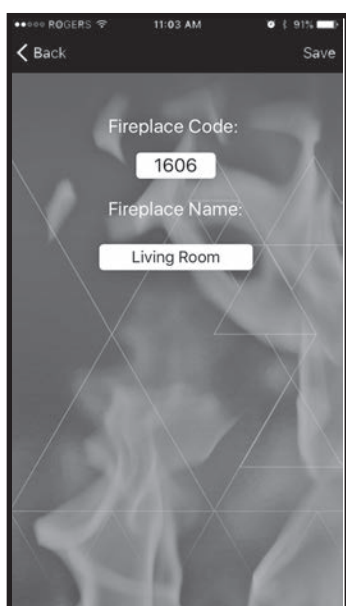 ROGERS 11:03 AM 91%
Back Save
Fireplace Code:
1606
Fireplace Name:
Living Room